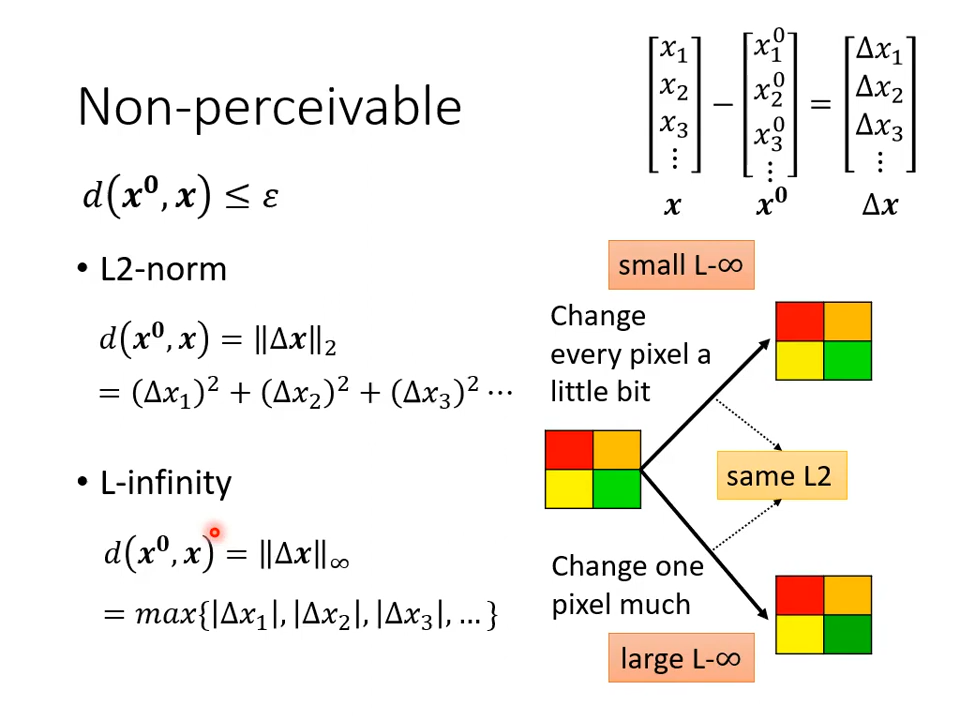 Non-perceivable
[x₁ x₂ x₃ ⋮] − [x₁⁰ x₂⁰ x₃⁰ ⋮] = [Δx₁ Δx₂ Δx₃ ⋮]
x x⁰ Δx
d(x⁰, x) ≤ ε
• L2-norm
d(x⁰, x) = ‖Δx‖₂
= (Δx₁)² + (Δx₂)² + (Δx₃)² ⋯
• L-infinity
d(x⁰, x) = ‖Δx‖∞
= max{|Δx₁|, |Δx₂|, |Δx₃|, …}
small L-∞
Change
every pixel a
little bit
same L2
Change one
pixel much
large L-∞